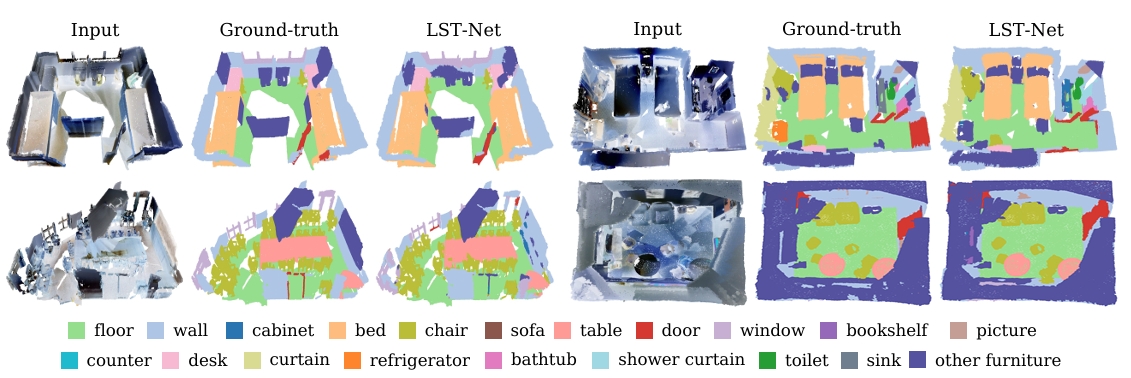 Input Ground-truth LST-Net Input Ground-truth LST-Net
floor wall cabinet bed chair sofa table door window bookshelf picture
counter desk curtain refrigerator bathtub shower curtain toilet sink other furniture